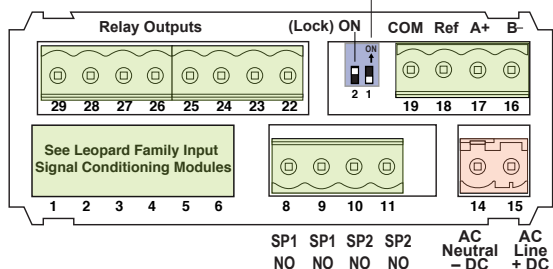 Relay Outputs (Lock) ON COM Ref A+ B–
ON
2 1
29 28 27 26 25 24 23 22 19 18 17 16
See Leopard Family Input
Signal Conditioning Modules
1 2 3 4 5 6 8 9 10 11 14 15
SP1 SP1 SP2 SP2 AC AC
NO NO NO NO Neutral Line
– DC + DC